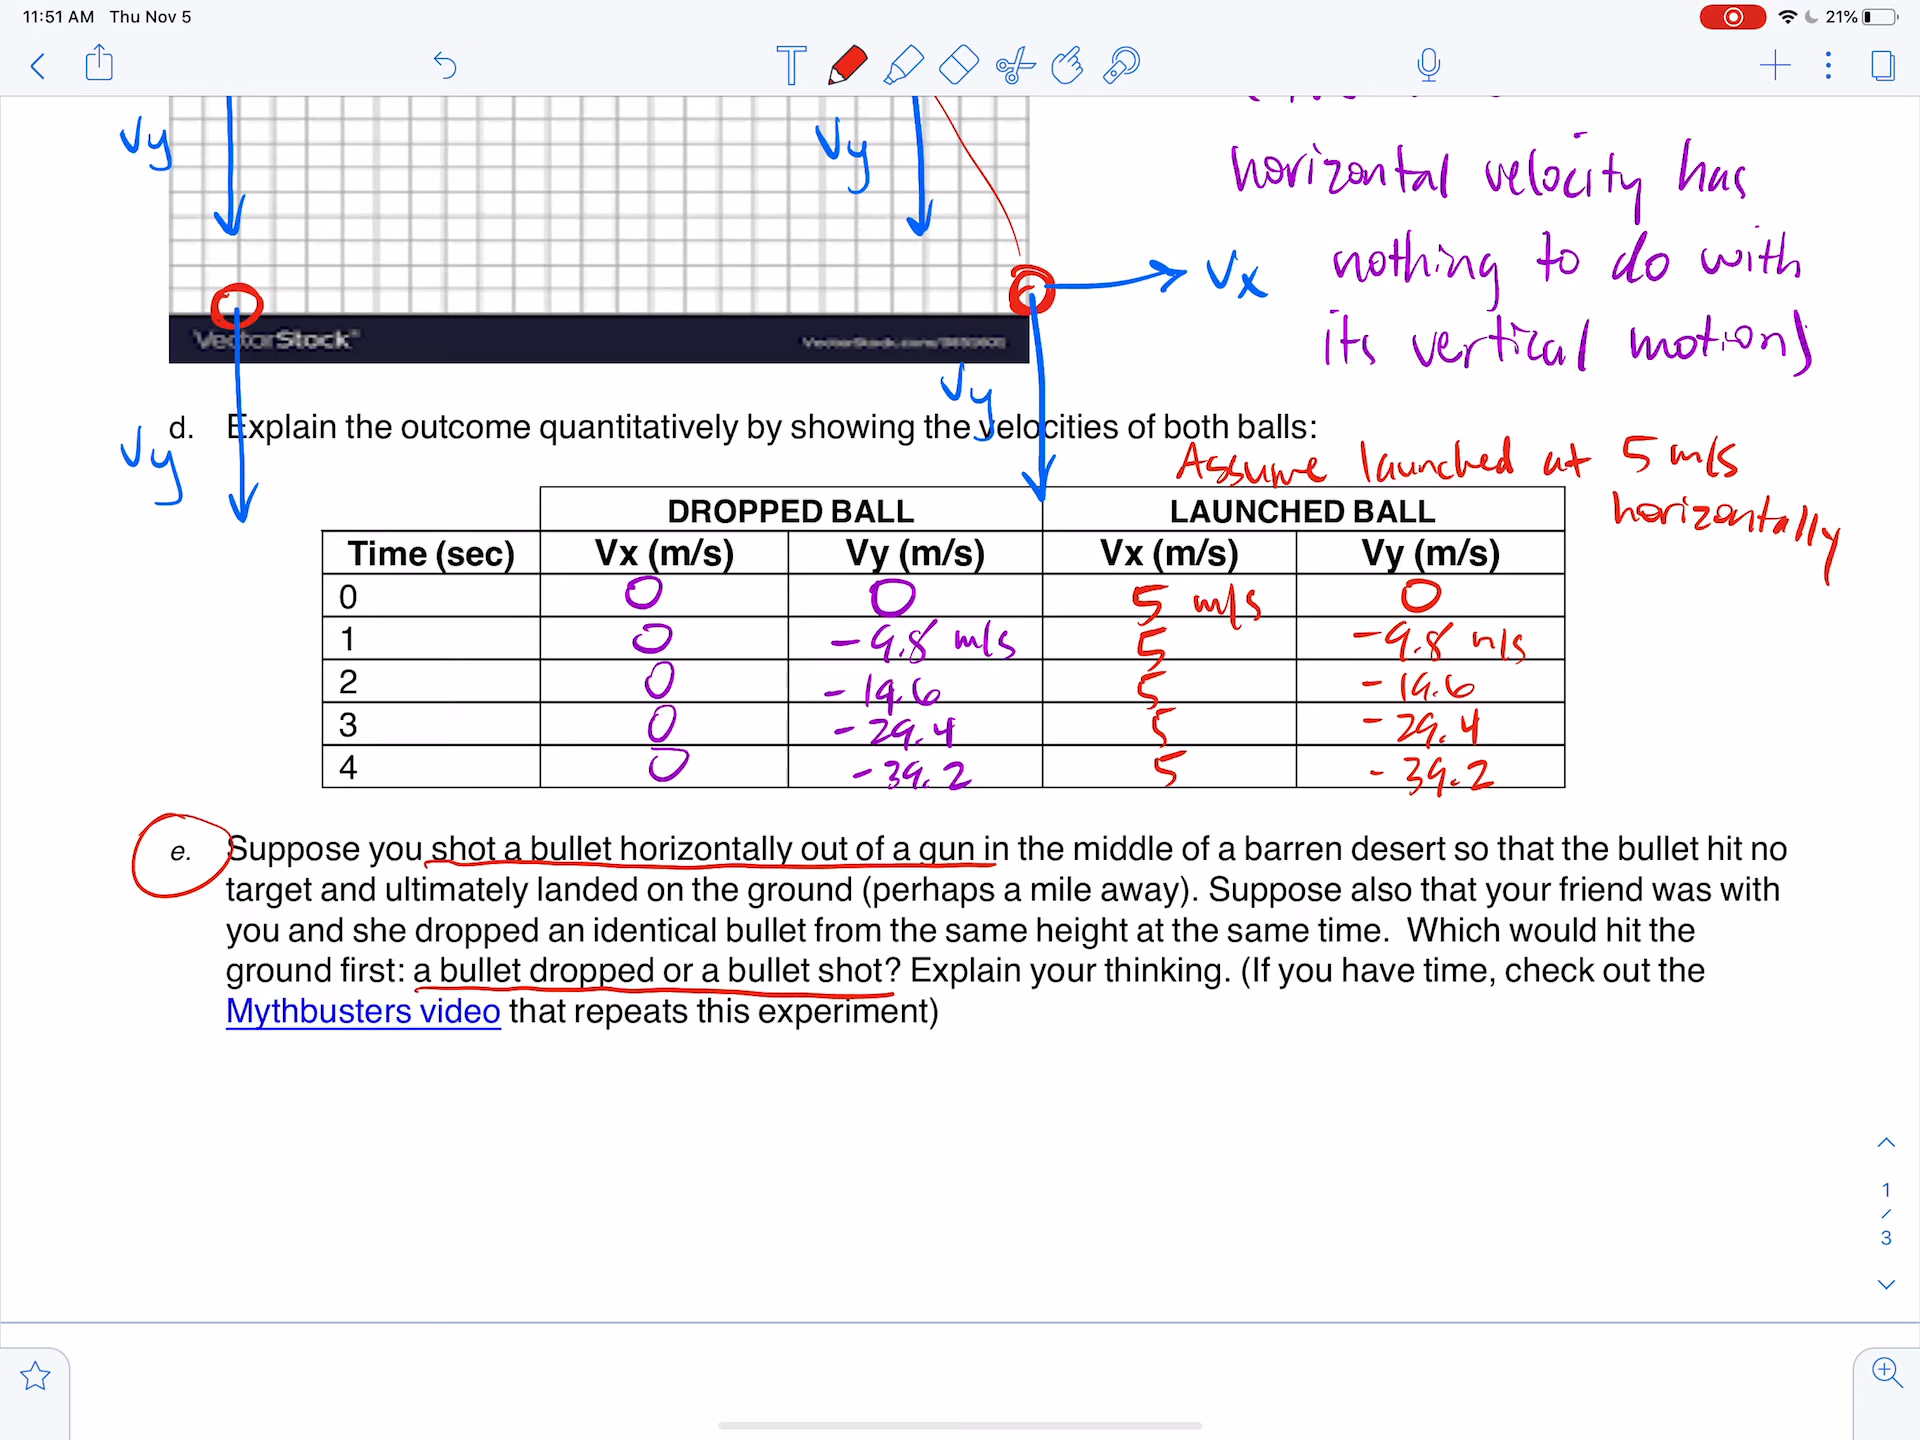 11:51 AM Thu Nov 5
21%
T
Vy
Vy
horizontal velocity has
nothing to do with
its vertical motion)
Vx
VectorStock®
Vy
d. Explain the outcome quantitatively by showing the velocities of both balls:
Vy
Assume launched at 5 m/s
horizontally
DROPPED BALL LAUNCHED BALL
Time (sec) Vx (m/s) Vy (m/s) Vx (m/s) Vy (m/s)
0 0 0 5 m/s 0
1 0 -9.8 m/s 5 -9.8 m/s
2 0 -19.6 5 -19.6
3 0 -29.4 5 -29.4
4 0 -39.2 5 -39.2
e. Suppose you shot a bullet horizontally out of a gun in the middle of a barren desert so that the bullet hit no
target and ultimately landed on the ground (perhaps a mile away). Suppose also that your friend was with
you and she dropped an identical bullet from the same height at the same time. Which would hit the
ground first: a bullet dropped or a bullet shot? Explain your thinking. (If you have time, check out the
Mythbusters video that repeats this experiment)
1
/
3